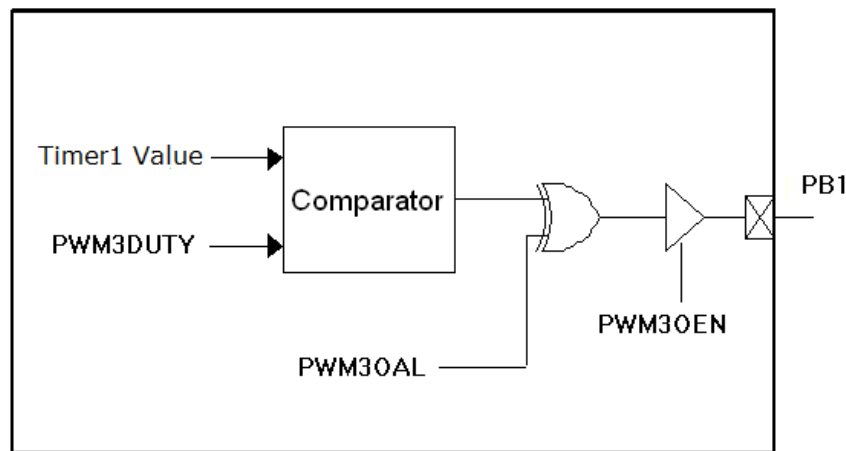 Timer1 Value
Comparator
PB1
PWM3DUTY
PWM3OEN
PWM3OAL